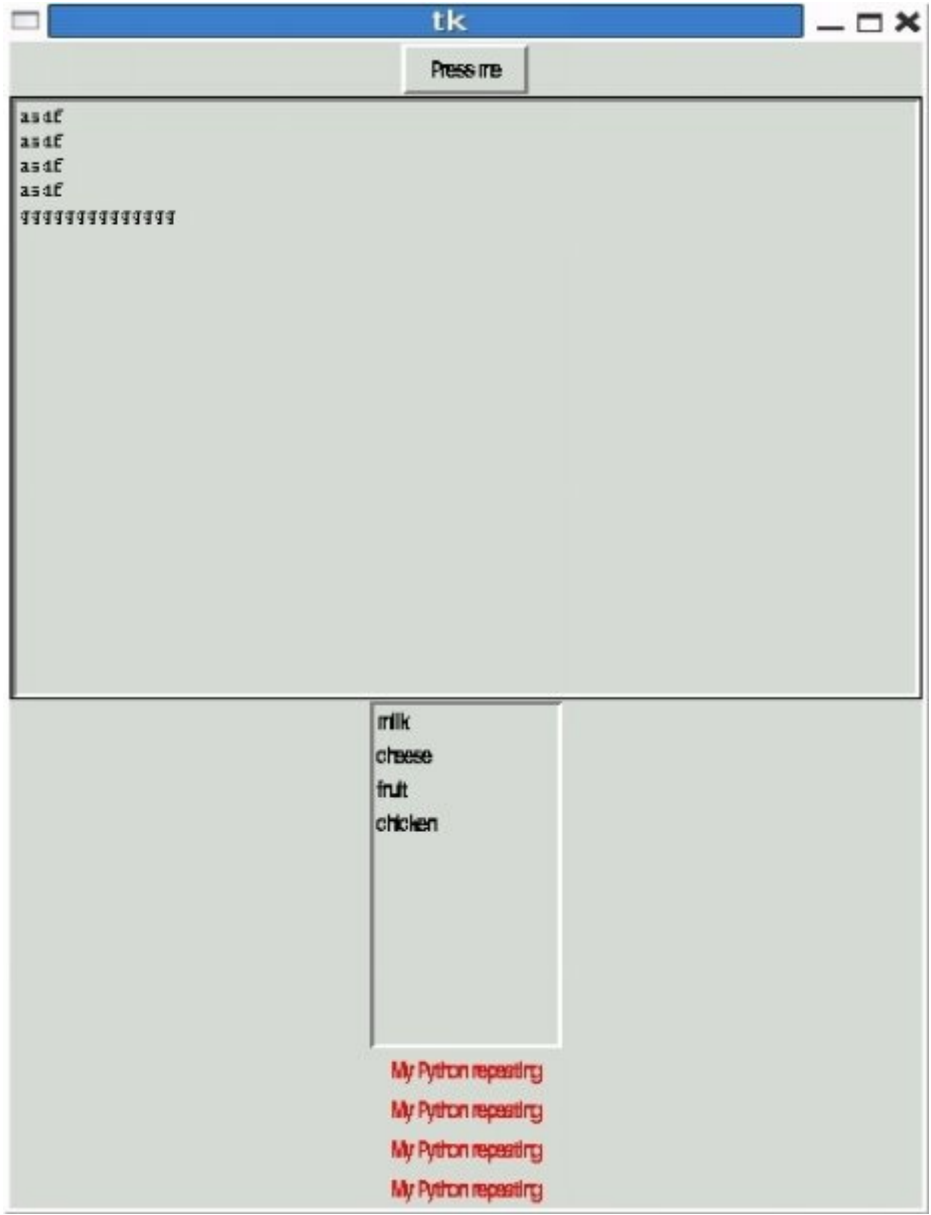 tk
Press me
asdf
asdf
asdf
asdf
gggggggggggggg
milk
cheese
fruit
chicken
My Python repeating
My Python repeating
My Python repeating
My Python repeating